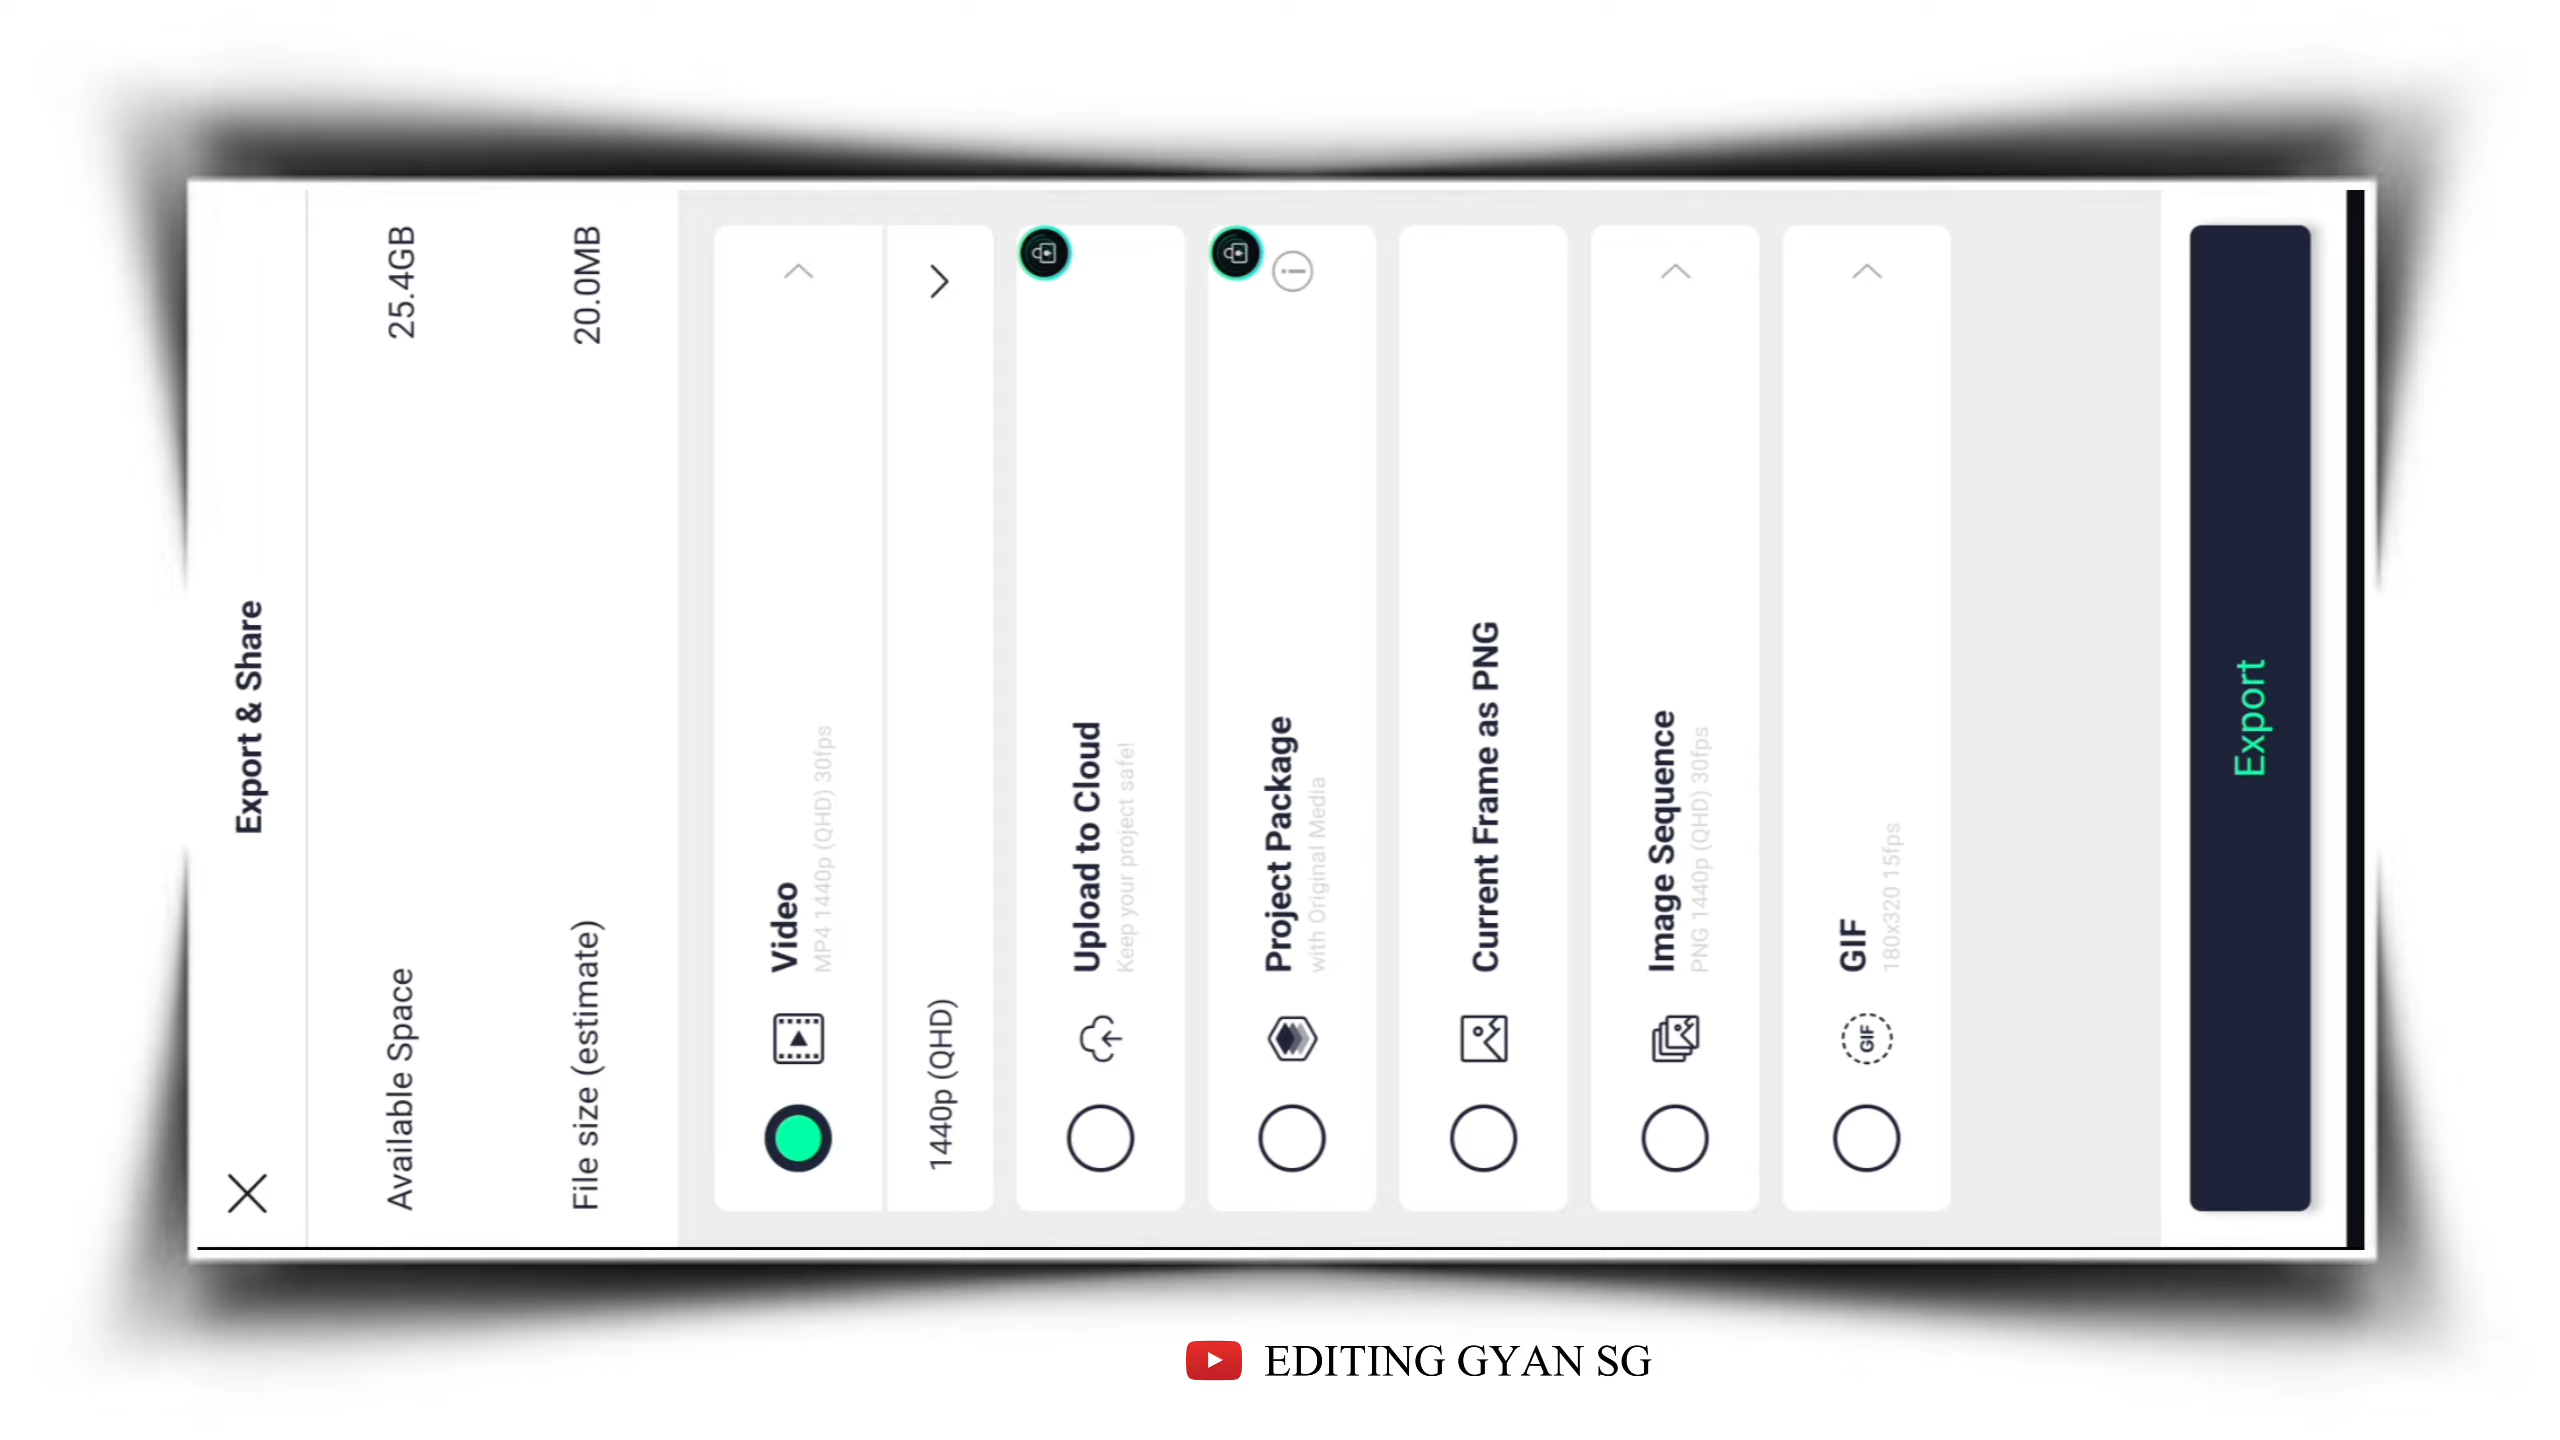 Export & Share
Available Space 25.4GB
File size (estimate) 20.0MB
Video
MP4 1440p (QHD) 30fps
1440p (QHD)
Upload to Cloud
Keep your project safe!
Project Package
with Original Media
Current Frame as PNG
Image Sequence
PNG 1440p (QHD) 30fps
GIF
GIF
180x320 15fps
Export
EDITING GYAN SG